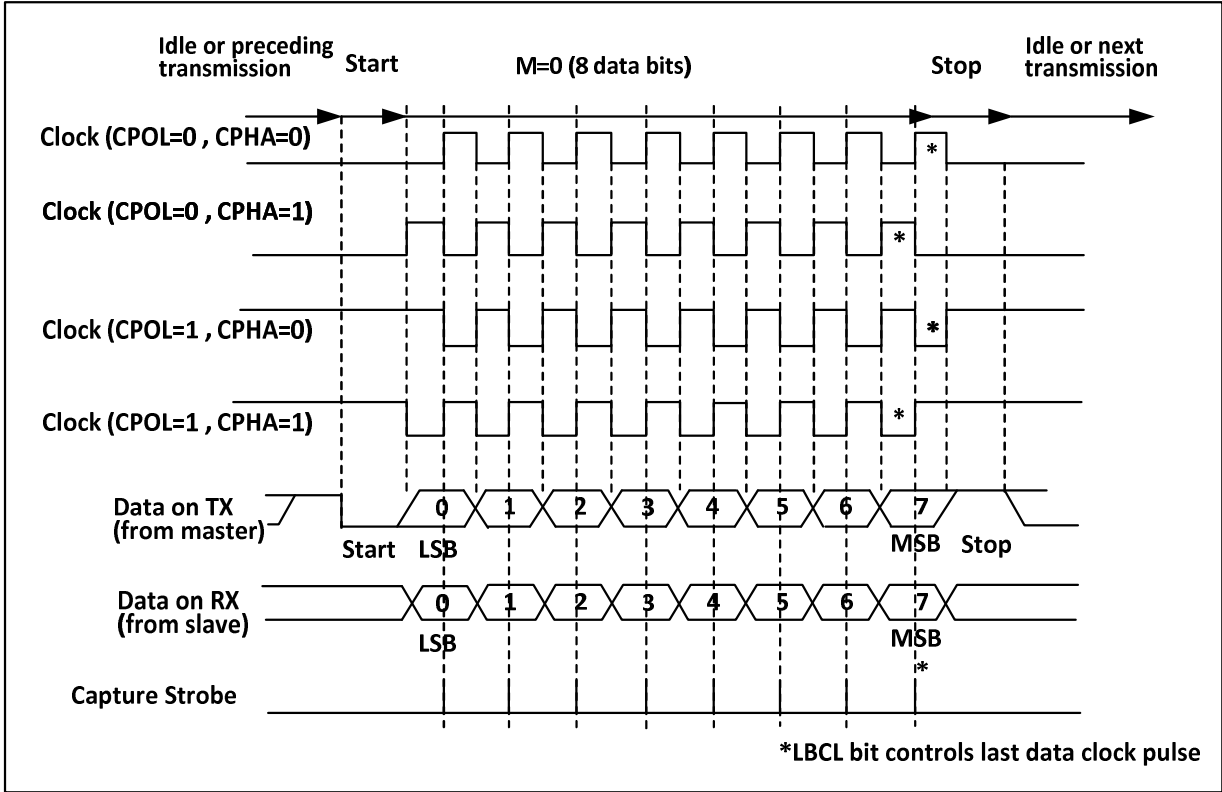 Idle or preceding
transmission
Start
M=0 (8 data bits)
Stop
Idle or next
transmission
Clock (CPOL=0 , CPHA=0)
*
Clock (CPOL=0 , CPHA=1)
*
Clock (CPOL=1 , CPHA=0)
*
Clock (CPOL=1 , CPHA=1)
*
Data on TX
(from master)
0 1 2 3 4 5 6 7
Start LSB MSB Stop
Data on RX
(from slave)
0 1 2 3 4 5 6 7
LSB MSB
*
Capture Strobe
*LBCL bit controls last data clock pulse